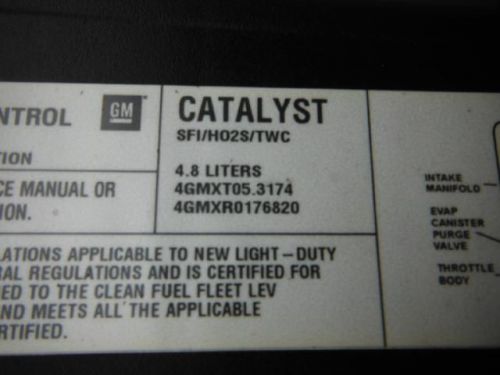 NTROL
GM
CATALYST
SFI/HO2S/TWC
TION
4.8 LITERS
CE MANUAL OR
4GMXT05.3174
ION.
4GMXR0176820
LATIONS APPLICABLE TO NEW LIGHT-DUTY
RAL REGULATIONS AND IS CERTIFIED FOR
NED TO THE CLEAN FUEL FLEET LEV
AND MEETS ALL THE APPLICABLE
RTIFIED.
INTAKE
MANIFOLD
EVAP
CANISTER
PURGE
VALVE
THROTTLE
BODY